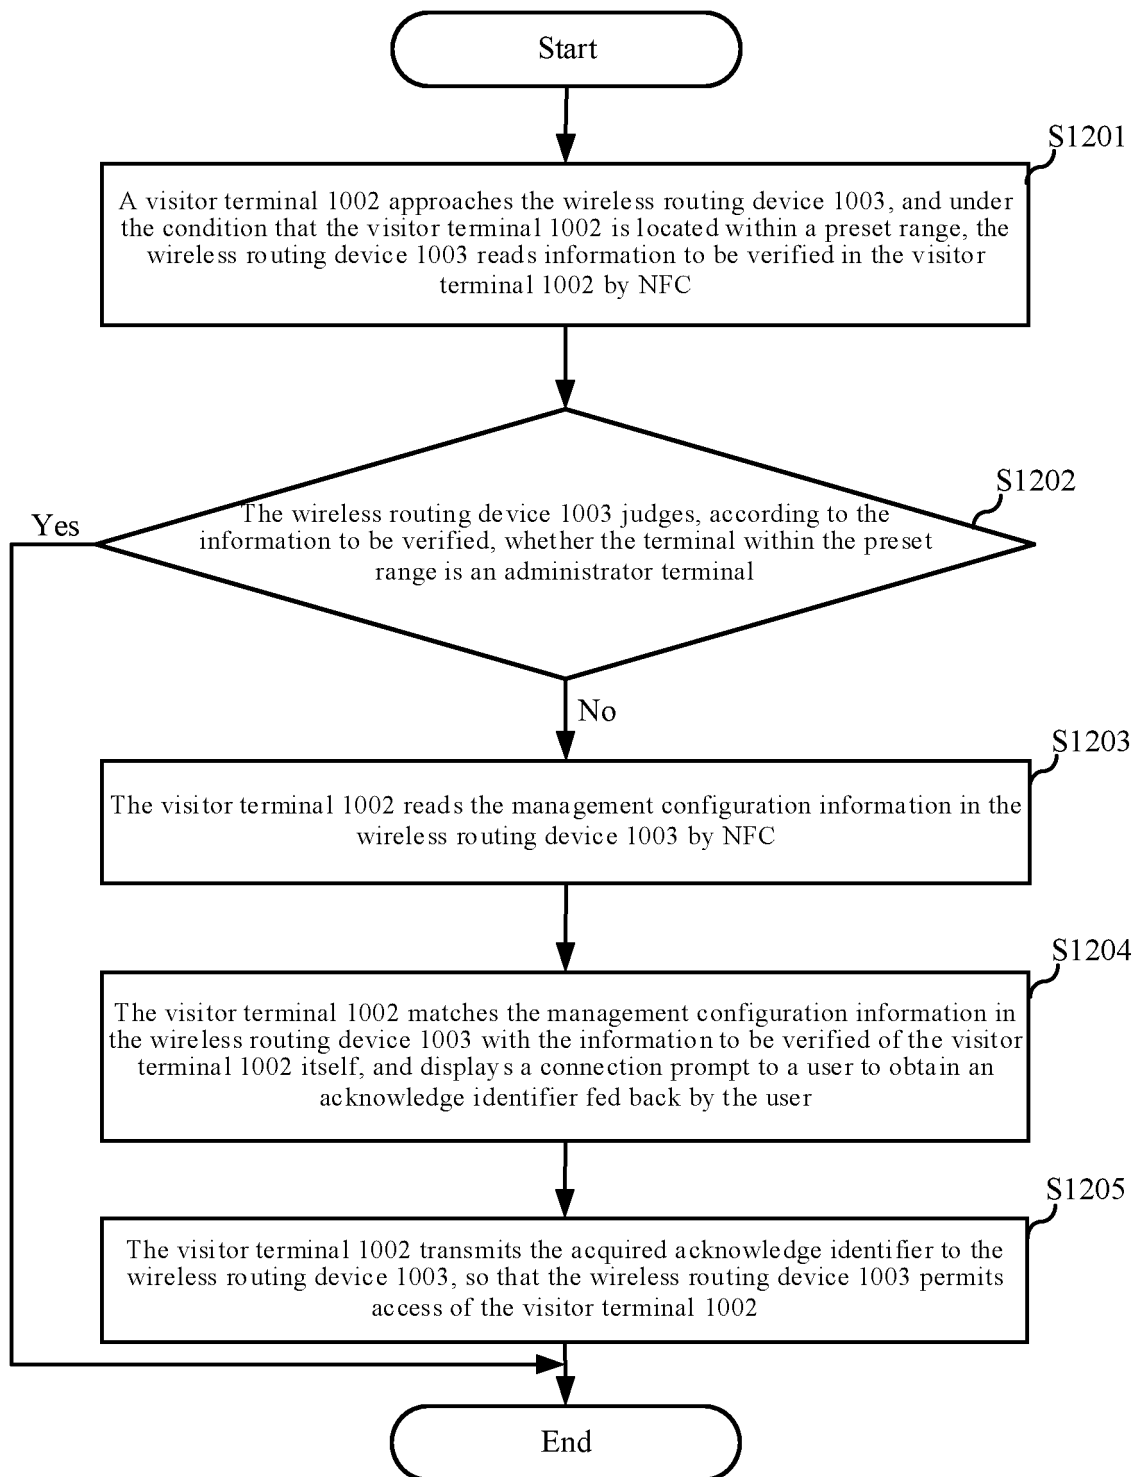 Start
S1201
A visitor terminal 1002 approaches the wireless routing device 1003, and under
the condition that the visitor terminal 1002 is located within a preset range, the
wireless routing device 1003 reads information to be verified in the visitor
terminal 1002 by NFC
S1202
Yes
The wireless routing device 1003 judges, according to the
information to be verified, whether the terminal within the preset
range is an administrator terminal
No
S1203
The visitor terminal 1002 reads the management configuration information in the
wireless routing device 1003 by NFC
S1204
The visitor terminal 1002 matches the management configuration information in
the wireless routing device 1003 with the information to be verified of the visitor
terminal 1002 itself, and displays a connection prompt to a user to obtain an
acknowledge identifier fed back by the user
S1205
The visitor terminal 1002 transmits the acquired acknowledge identifier to the
wireless routing device 1003, so that the wireless routing device 1003 permits
access of the visitor terminal 1002
End